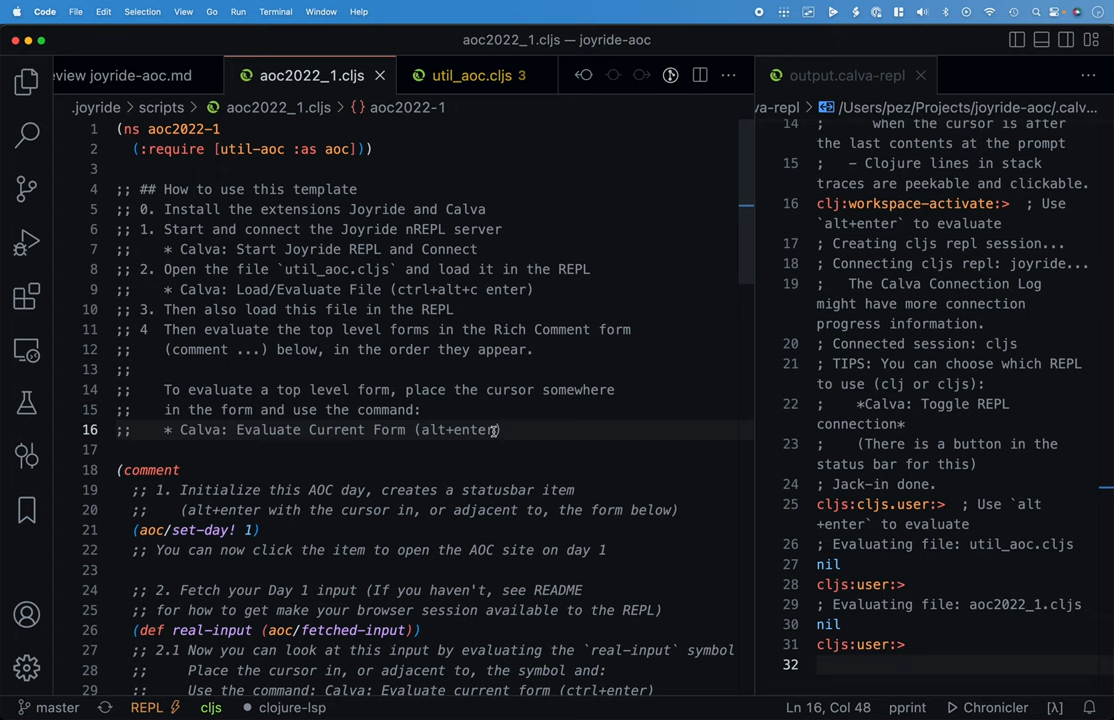 Code File Edit Selection View Go Run Terminal Window Help
aoc2022_1.cljs — joyride-aoc
eview joyride-aoc.md
aoc2022_1.cljs
util_aoc.cljs 3
output.calva-repl
.joyride > scripts > aoc2022_1.cljs > {} aoc2022-1
1 (ns aoc2022-1
2 (:require [util-aoc :as aoc]))
3
4 ;; ## How to use this template
5 ;; 0. Install the extensions Joyride and Calva
6 ;; 1. Start and connect the Joyride nREPL server
7 ;; * Calva: Start Joyride REPL and Connect
8 ;; 2. Open the file `util_aoc.cljs` and load it in the REPL
9 ;; * Calva: Load/Evaluate File (ctrl+alt+c enter)
10 ;; 3. Then also load this file in the REPL
11 ;; 4 Then evaluate the top level forms in the Rich Comment form
12 ;; (comment ...) below, in the order they appear.
13 ;;
14 ;; To evaluate a top level form, place the cursor somewhere
15 ;; in the form and use the command:
16 ;; * Calva: Evaluate Current Form (alt+enter)
17
18 (comment
19 ;; 1. Initialize this AOC day, creates a statusbar item
20 ;; (alt+enter with the cursor in, or adjacent to, the form below)
21 (aoc/set-day! 1)
22 ;; You can now click the item to open the AOC site on day 1
23
24 ;; 2. Fetch your Day 1 input (If you haven't, see README
25 ;; for how to get make your browser session available to the REPL)
26 (def real-input (aoc/fetched-input))
27 ;; 2.1 Now you can look at this input by evaluating the `real-input` symbol
28 ;; Place the cursor in, or adjacent to, the symbol and:
29 ;; Use the command: Calva: Evaluate current form (ctrl+enter)
va-repl > /Users/pez/Projects/joyride-aoc/.calv...
14 ; when the cursor is after
the last contents at the prompt
15 ; - Clojure lines in stack
traces are peekable and clickable.
16 clj:workspace-activate:> ; Use
`alt+enter` to evaluate
17 ; Creating cljs repl session...
18 ; Connecting cljs repl: joyride...
19 ; The Calva Connection Log
might have more connection
progress information.
20 ; Connected session: cljs
21 ; TIPS: You can choose which REPL
to use (clj or cljs):
22 ; *Calva: Toggle REPL
connection*
23 ; (There is a button in the
status bar for this)
24 ; Jack-in done.
25 cljs:cljs.user:> ; Use `alt
+enter` to evaluate
26 ; Evaluating file: util_aoc.cljs
27 nil
28 cljs:user:>
29 ; Evaluating file: aoc2022_1.cljs
30 nil
31 cljs:user:>
32
master REPL cljs clojure-lsp Ln 16, Col 48 pprint Chronicler [λ]